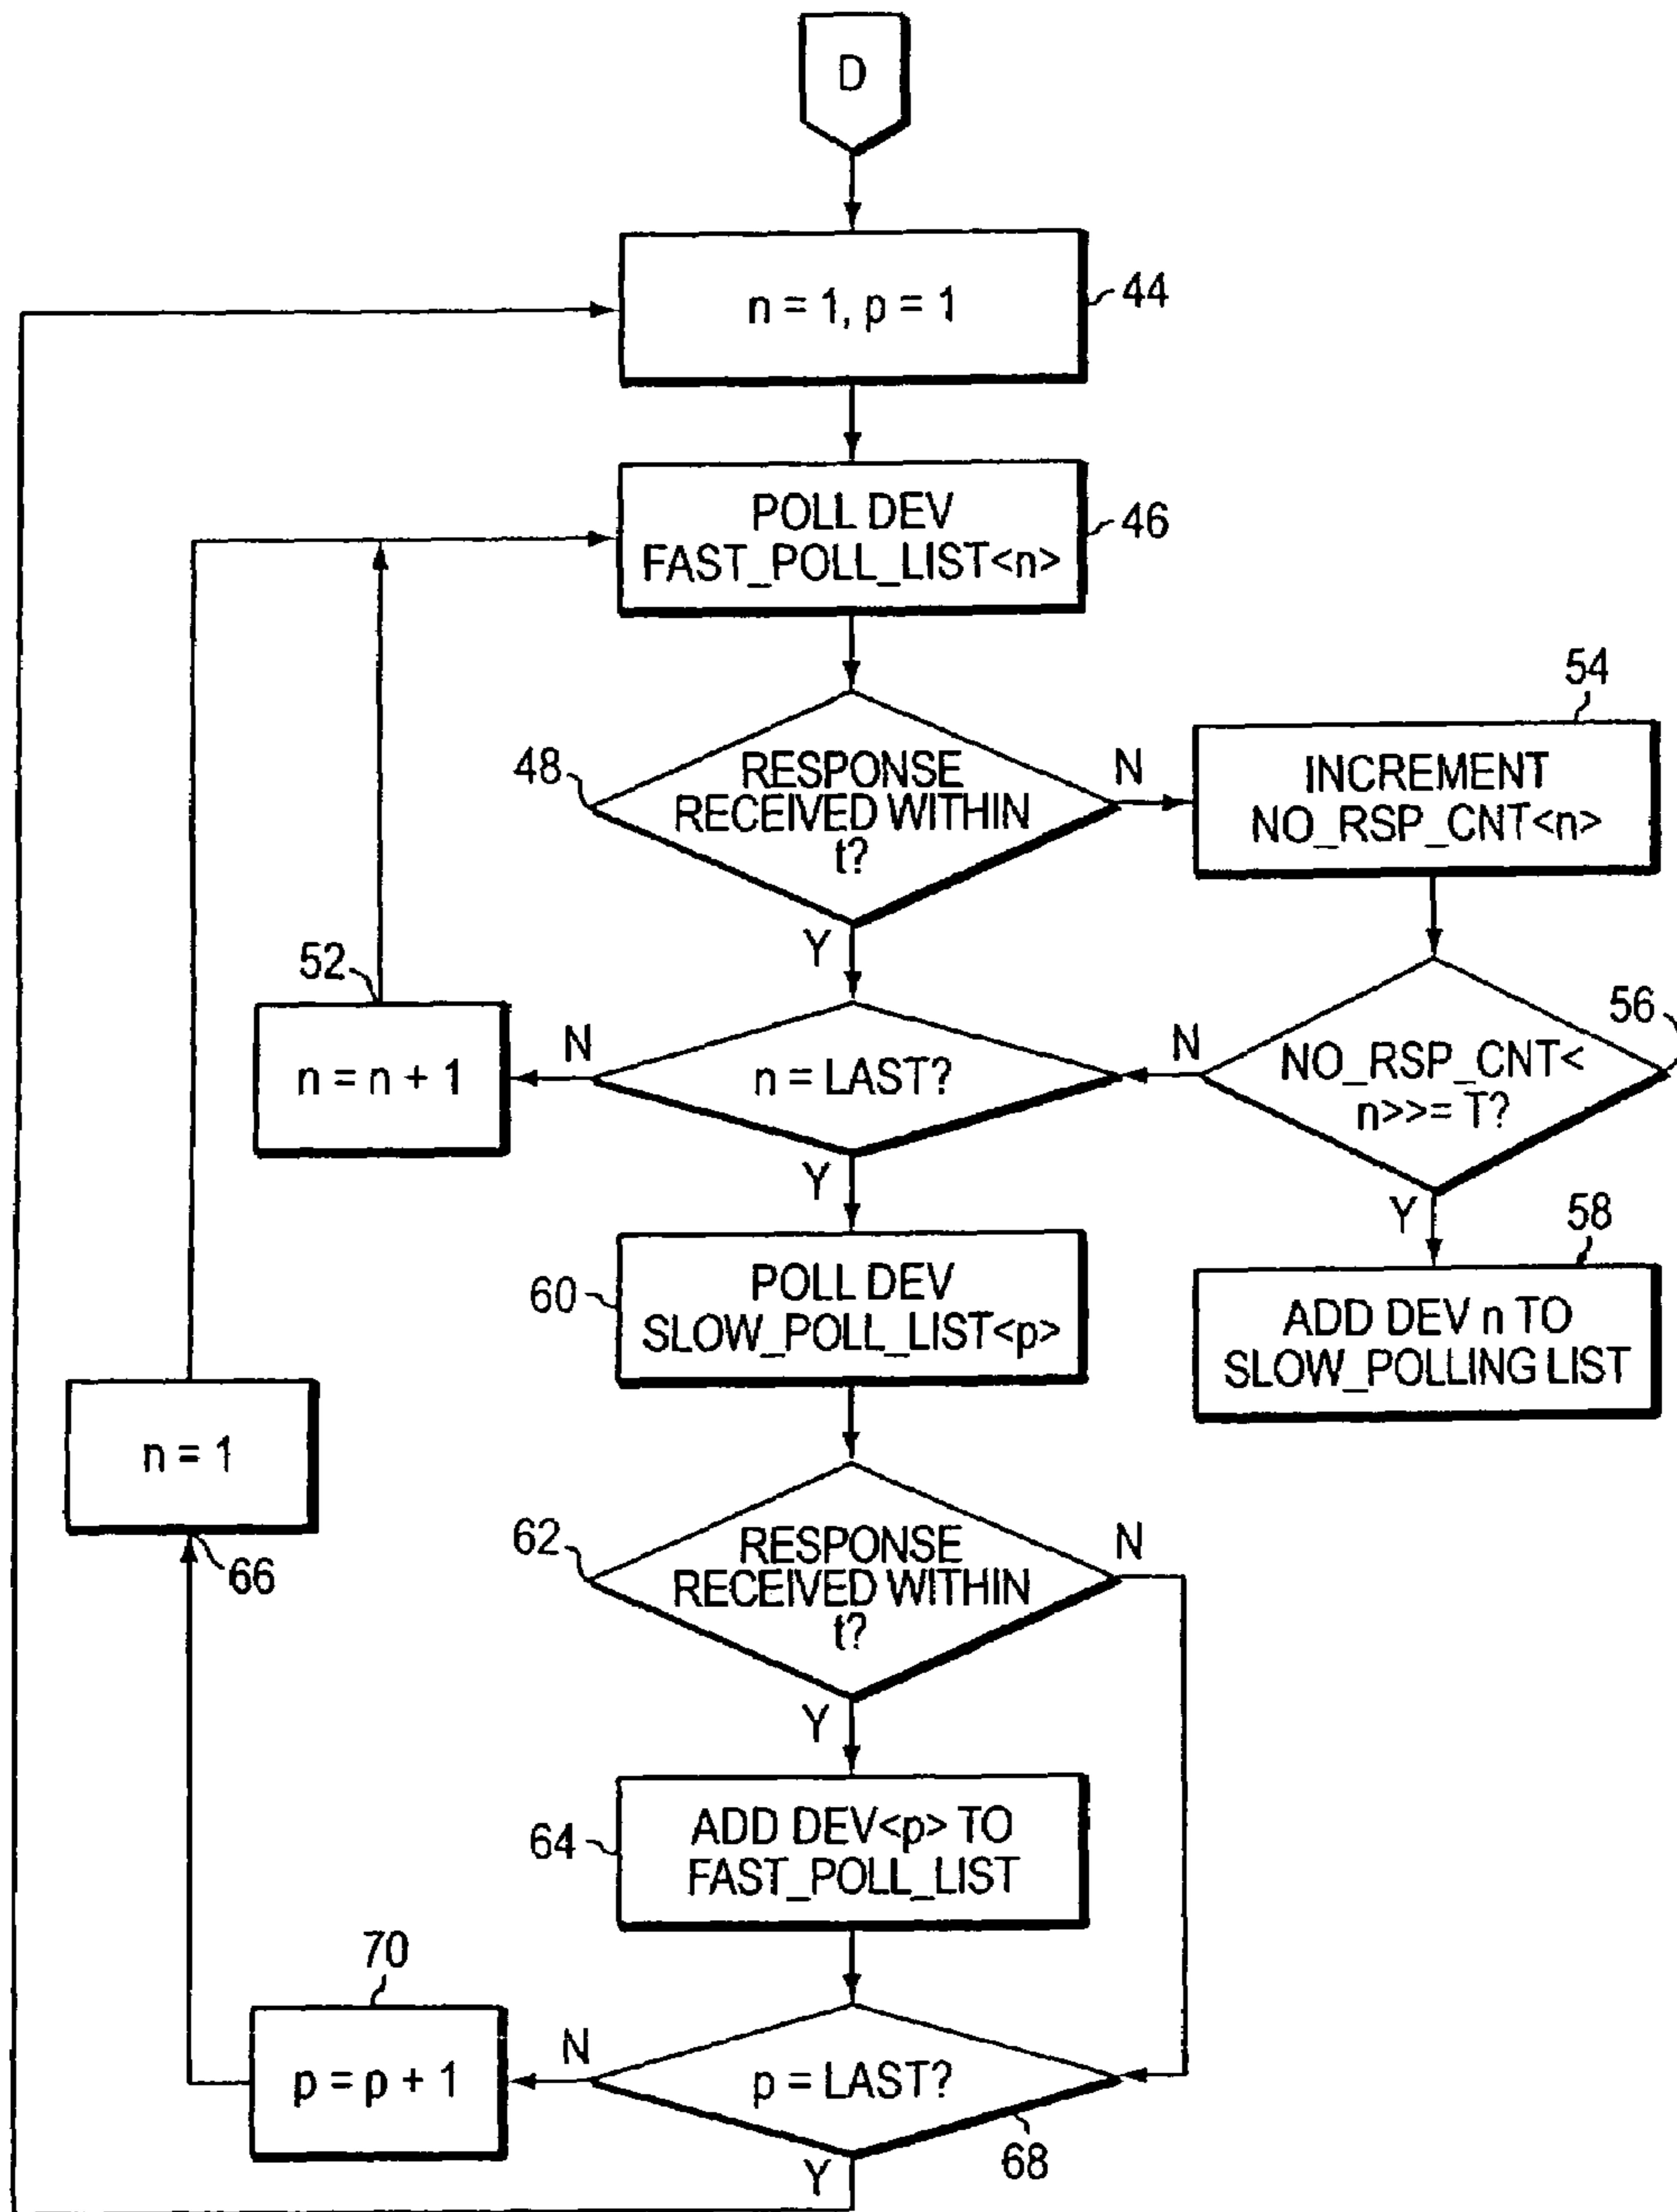 D
n = 1, p = 1
44
POLL DEV
FAST_POLL_LIST<n>
46
48
RESPONSE
RECEIVED WITHIN
t?
N
Y
54
INCREMENT
NO_RSP_CNT<n>
52
n = n + 1
N
n = LAST?
Y
N
NO_RSP_CNT<
n>>= T?
56
Y
58
ADD DEV n TO
SLOW_POLLING LIST
60
POLL DEV
SLOW_POLL_LIST<p>
n = 1
66
62
RESPONSE
RECEIVED WITHIN
t?
N
Y
64
ADD DEV<p> TO
FAST_POLL_LIST
70
p = p + 1
N
p = LAST?
68
Y